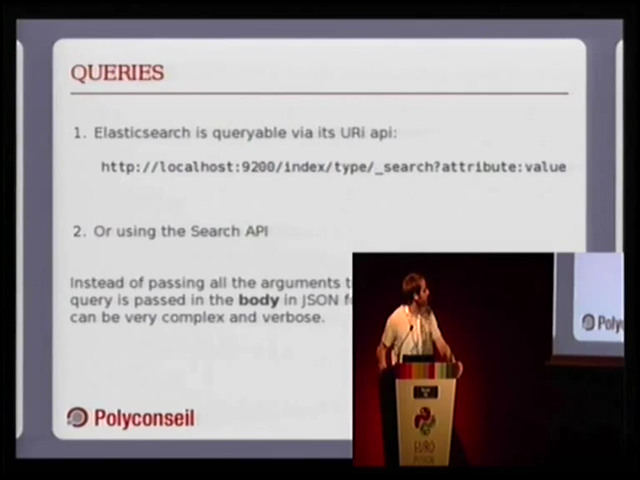 QUERIES
1. Elasticsearch is queryable via its URi api:
http://localhost:9200/index/type/_search?attribute:value
2. Or using the Search API
Instead of passing all the arguments
query is passed in the body in JSON
can be very complex and verbose.
Polyconseil
Poly
EURO